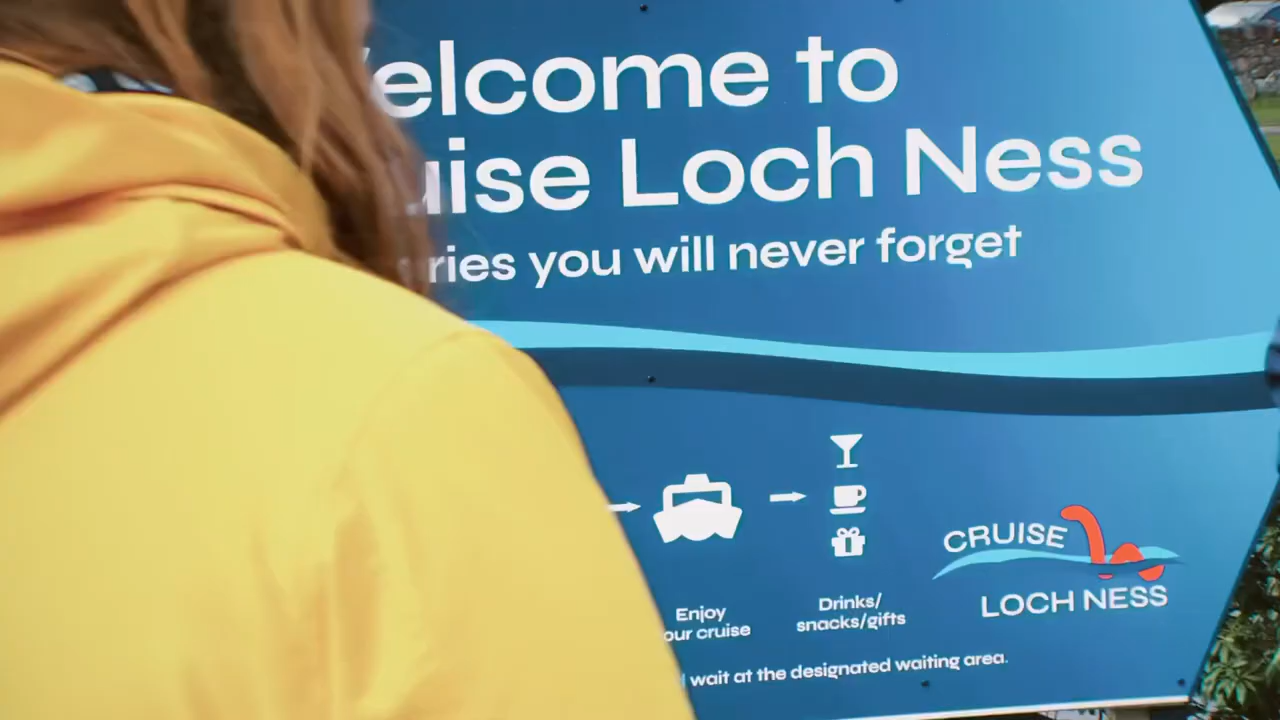 elcome to
uise Loch Ness
ries you will never forget
Enjoy
our cruise
Drinks/
snacks/gifts
CRUISE
LOCH NESS
wait at the designated waiting area.